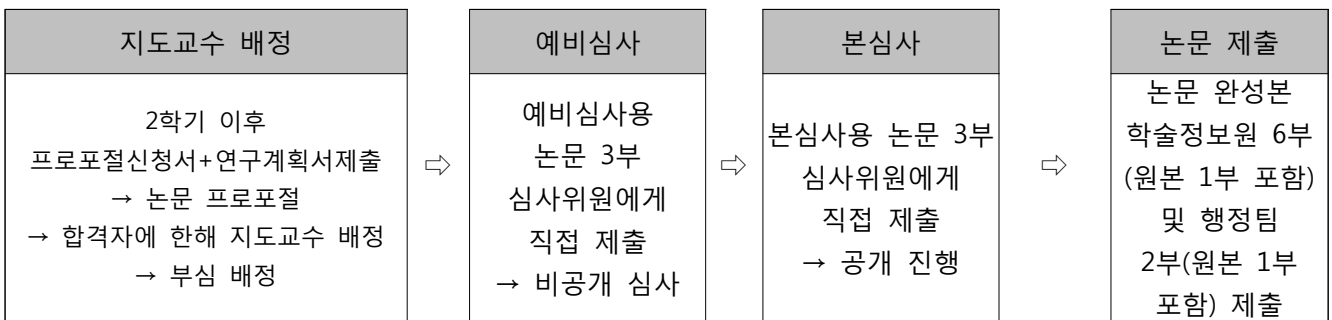 지도교수 배정
2학기 이후
프로포절신청서+연구계획서제출
→ 논문 프로포절
→ 합격자에 한해 지도교수 배정
→ 부심 배정
⇨
예비심사
예비심사용
논문 3부
심사위원에게
직접 제출
→ 비공개 심사
⇨
본심사
본심사용 논문 3부
심사위원에게
직접 제출
→ 공개 진행
⇨
논문 제출
논문 완성본
학술정보원 6부
(원본 1부 포함)
및 행정팀
2부(원본 1부
포함) 제출